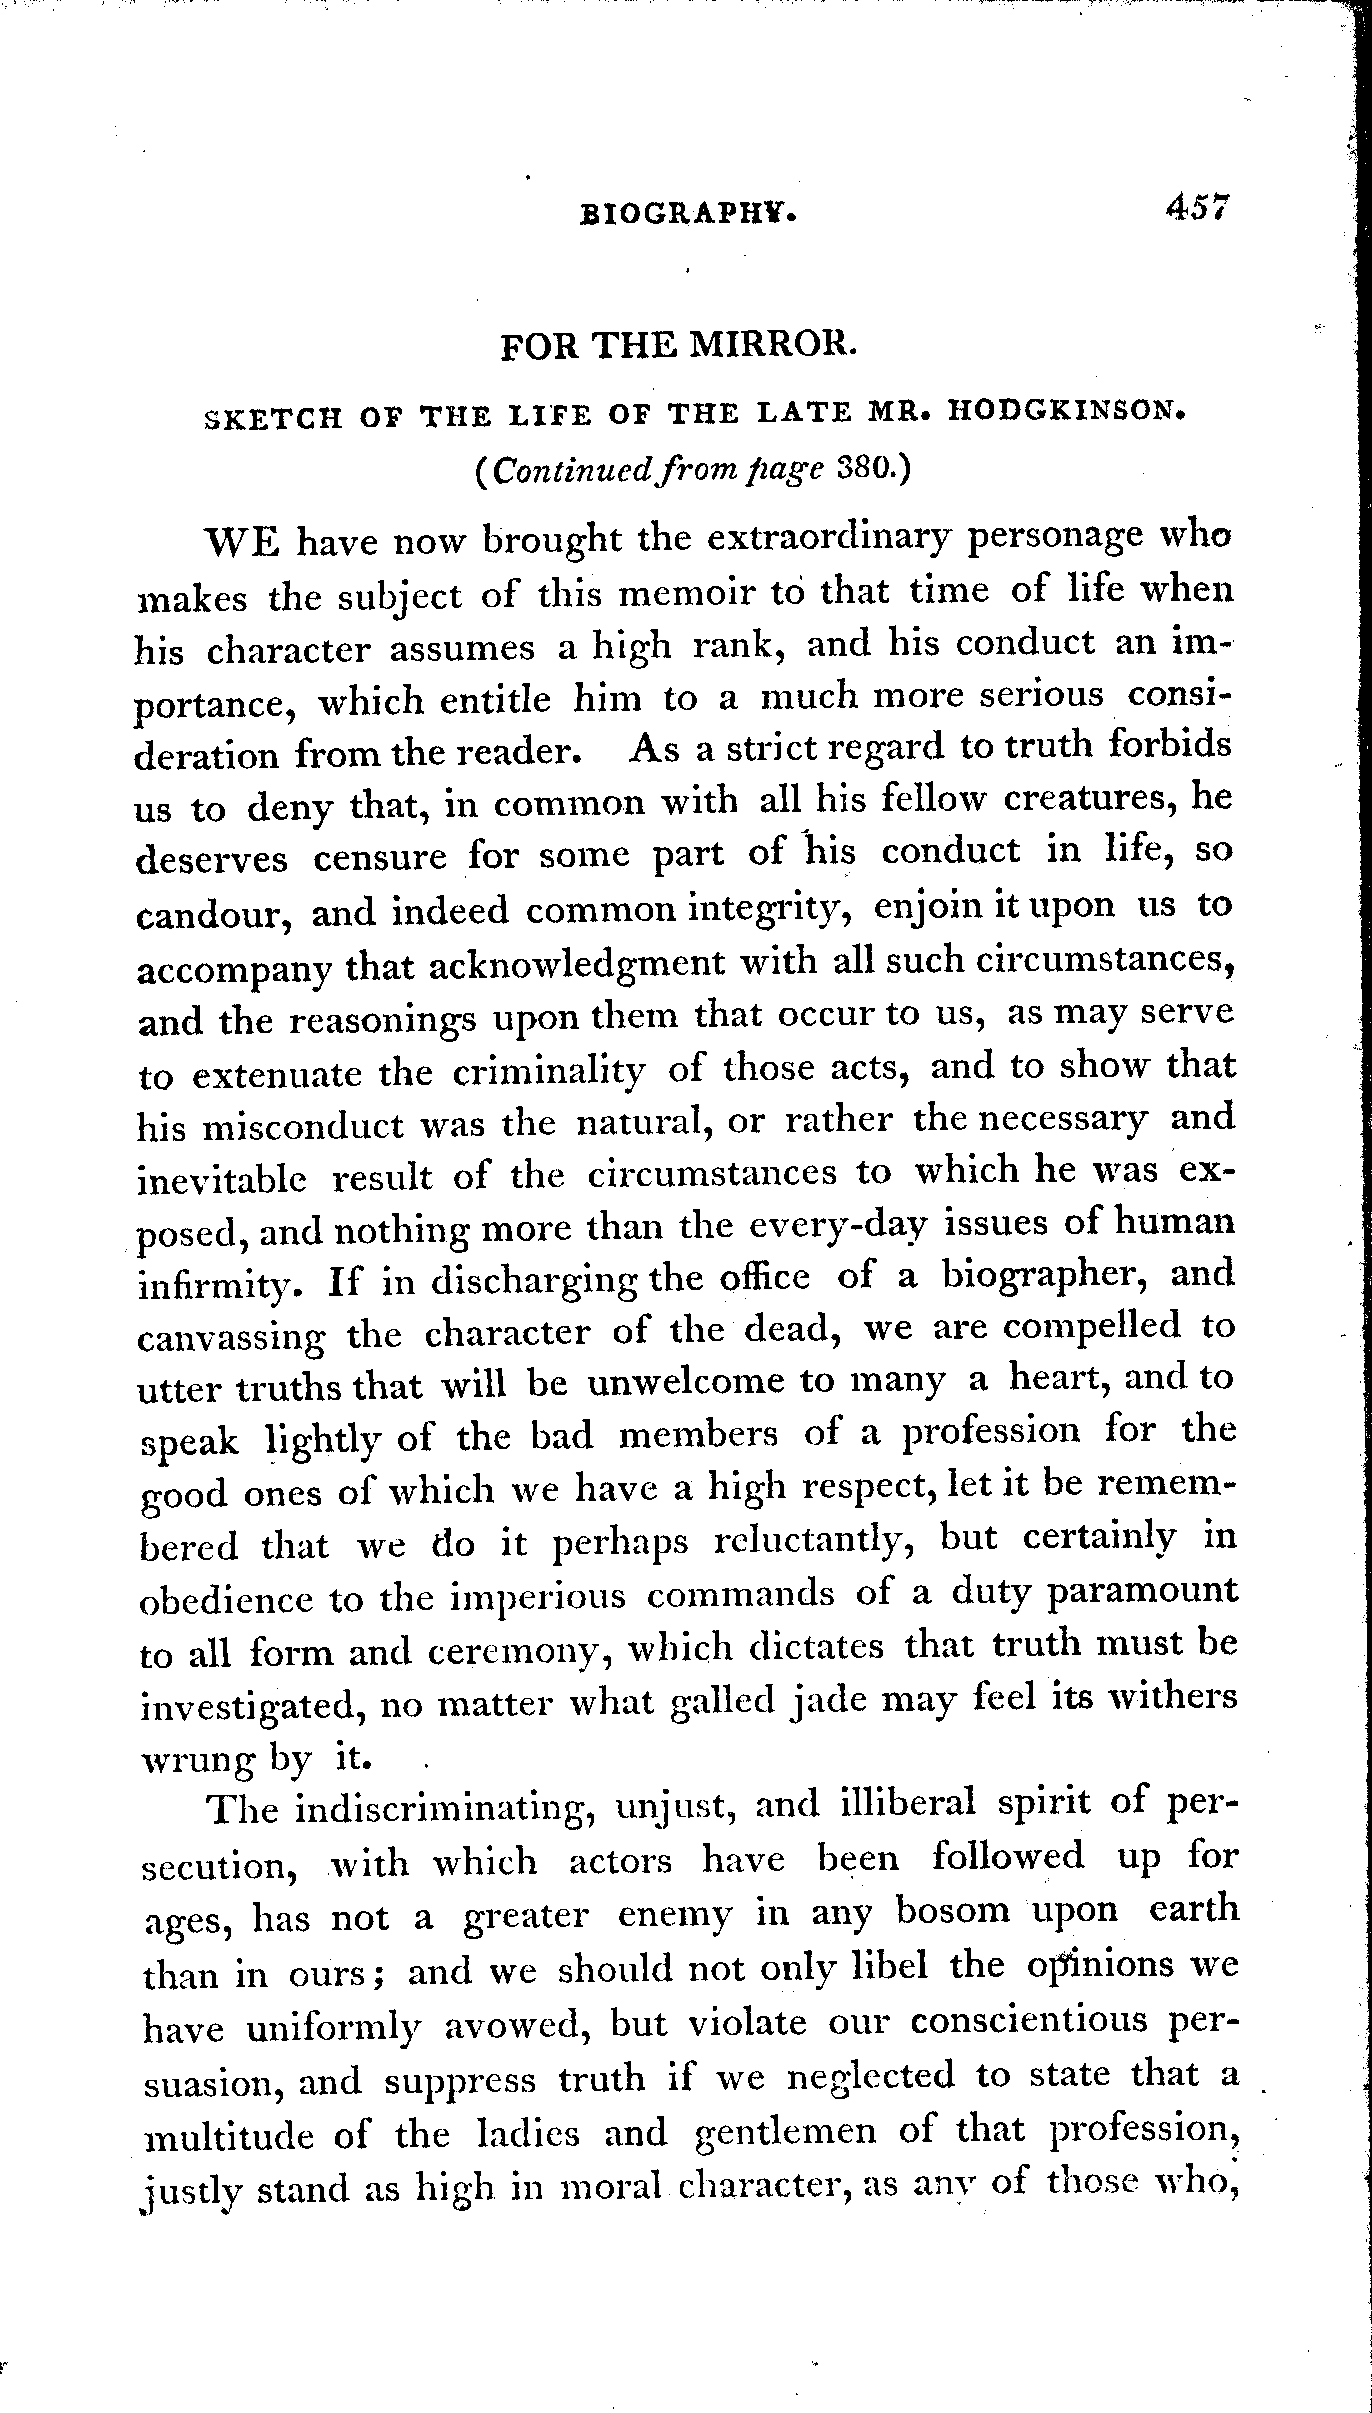 BIOGRAPHY. 457
FOR THE MIRROR.
SKETCH OF THE LIFE OF THE LATE MR. HODGKINSON.
(Continued from page 380.)
WE have now brought the extraordinary personage who
makes the subject of this memoir to that time of life when
his character assumes a high rank, and his conduct an im-
portance, which entitle him to a much more serious consi-
deration from the reader. As a strict regard to truth forbids
us to deny that, in common with all his fellow creatures, he
deserves censure for some part of his conduct in life, so
candour, and indeed common integrity, enjoin it upon us to
accompany that acknowledgment with all such circumstances,
and the reasonings upon them that occur to us, as may serve
to extenuate the criminality of those acts, and to show that
his misconduct was the natural, or rather the necessary and
inevitable result of the circumstances to which he was ex-
posed, and nothing more than the every-day issues of human
infirmity. If in discharging the office of a biographer, and
canvassing the character of the dead, we are compelled to
utter truths that will be unwelcome to many a heart, and to
speak lightly of the bad members of a profession for the
good ones of which we have a high respect, let it be remem-
bered that we do it perhaps reluctantly, but certainly in
obedience to the imperious commands of a duty paramount
to all form and ceremony, which dictates that truth must be
investigated, no matter what galled jade may feel its withers
wrung by it.
The indiscriminating, unjust, and illiberal spirit of per-
secution, with which actors have been followed up for
ages, has not a greater enemy in any bosom upon earth
than in ours; and we should not only libel the opinions we
have uniformly avowed, but violate our conscientious per-
suasion, and suppress truth if we neglected to state that a
multitude of the ladies and gentlemen of that profession,
justly stand as high in moral character, as any of those who,